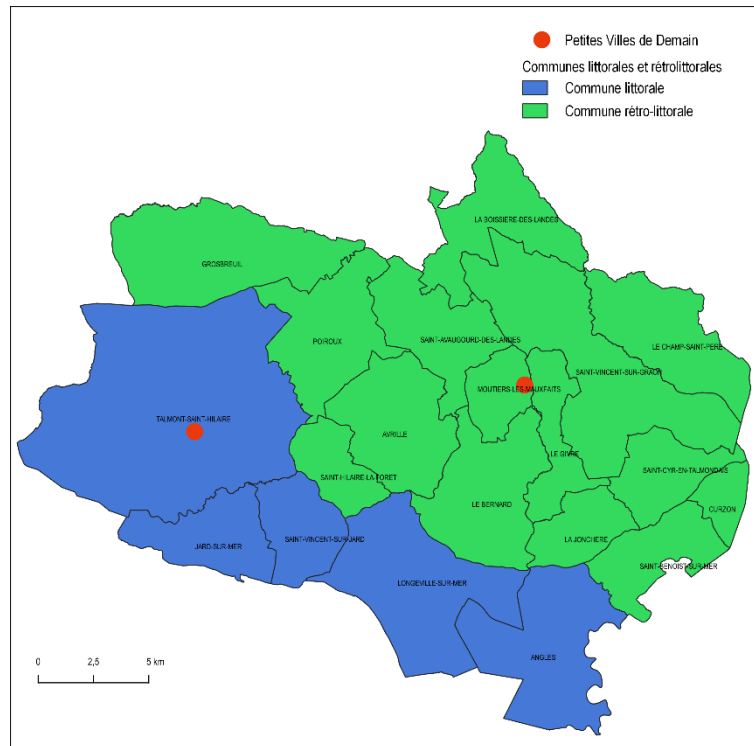 Petites Villes de Demain
Communes littorales et rétrolittorales
Commune littorale
Commune rétro-littorale
LA BOISSIERE-DES-LANDES
GROSBREUIL
POIROUX
SAINT-AVAUGOURD-DES-LANDES
LE CHAMP-SAINT-PERE
SAINT-VINCENT-SUR-GRAON
MOUTIERS-LES-MAUXFAITS
TALMONT-SAINT-HILAIRE
AVRILLE
LE GIVRE
SAINT-HILAIRE-LA-FORET
SAINT-CYR-EN-TALMONDAIS
LE BERNARD
CURZON
JARD-SUR-MER
SAINT-VINCENT-SUR-JARD
LA JONCHERE
SAINT-BENOIST-SUR-MER
LONGEVILLE-SUR-MER
ANGLES
0 2,5 5 km